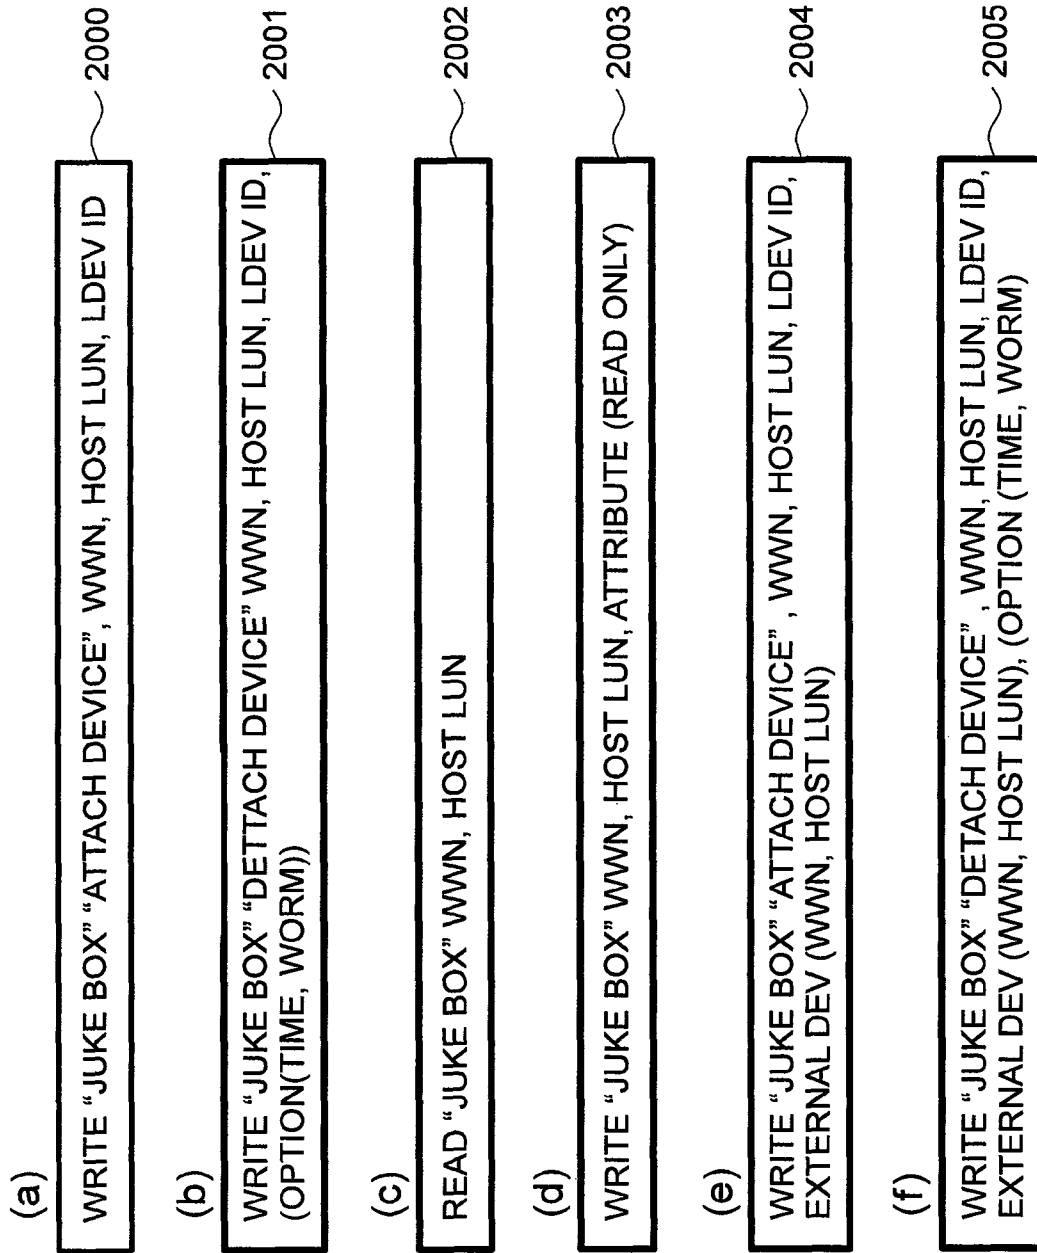 (a)
WRITE “JUKE BOX” “ATTACH DEVICE”, WWN, HOST LUN, LDEV ID
2000
(b)
WRITE “JUKE BOX” “DETTACH DEVICE” WWN, HOST LUN, LDEV ID,
(OPTION(TIME, WORM))
2001
(c)
READ “JUKE BOX” WWN, HOST LUN
2002
(d)
WRITE “JUKE BOX” WWN, HOST LUN, ATTRIBUTE (READ ONLY)
2003
(e)
WRITE “JUKE BOX” “ATTACH DEVICE” , WWN, HOST LUN, LDEV ID,
EXTERNAL DEV (WWN, HOST LUN)
2004
(f)
WRITE “JUKE BOX” “DETACH DEVICE” , WWN, HOST LUN, LDEV ID,
EXTERNAL DEV (WWN, HOST LUN), (OPTION (TIME, WORM)
2005